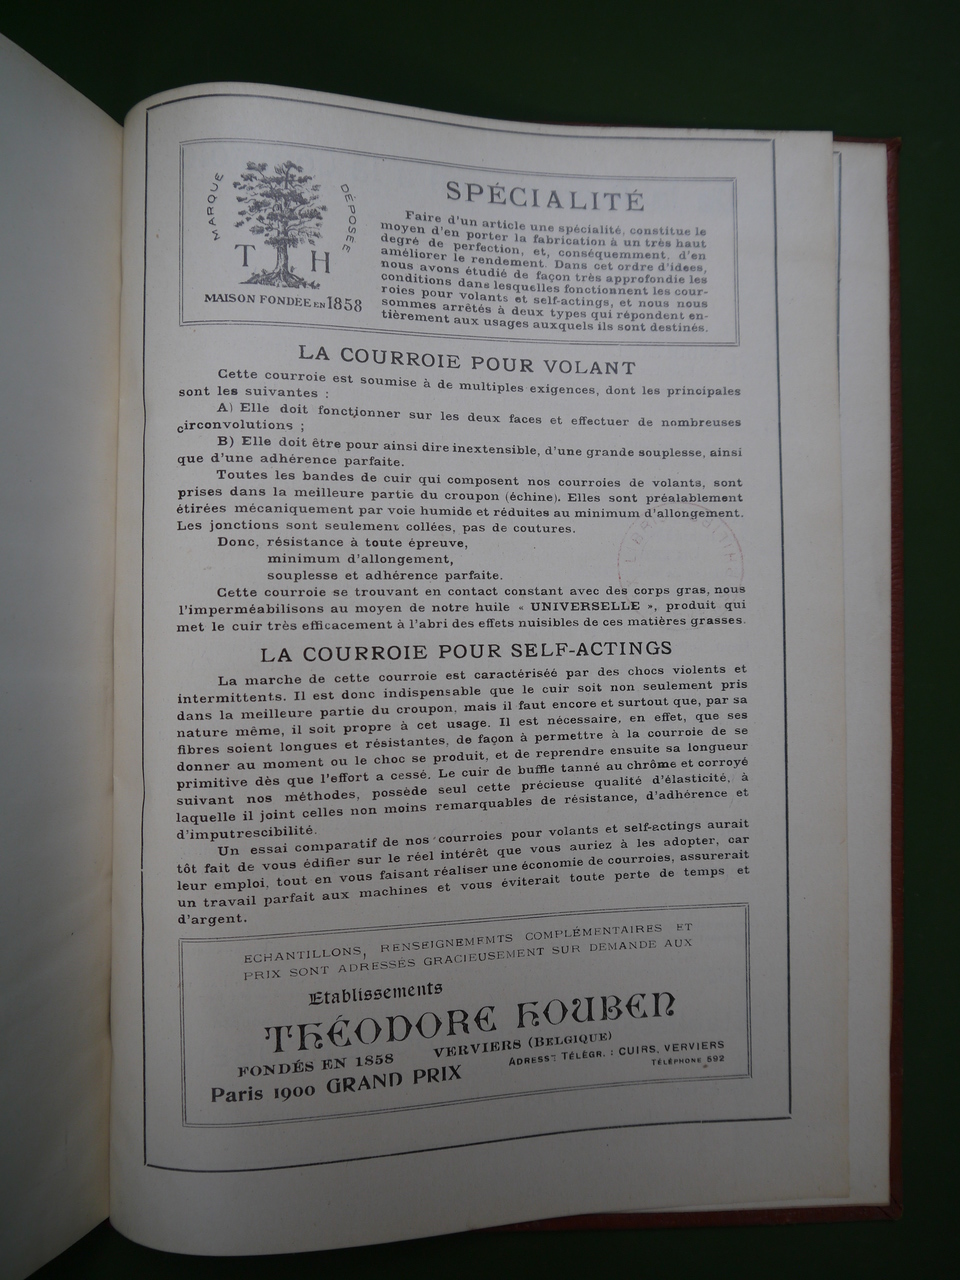 MARQUE DÉPOSÉE
T H
MAISON FONDÉE EN 1858
SPÉCIALITÉ
Faire d'un article une spécialité, constitue le
moyen d'en porter la fabrication à un très haut
degré de perfection, et, conséquemment, d'en
améliorer le rendement. Dans cet ordre d'idees,
nous avons étudié de façon très approfondie les
conditions dans lesquelles fonctionnent les cour-
roies pour volants et self-actings, et nous nous
sommes arrêtés à deux types qui répondent en-
tièrement aux usages auxquels ils sont destinés.
LA COURROIE POUR VOLANT
Cette courroie est soumise à de multiples exigences, dont les principales
sont les suivantes :
A) Elle doit fonctionner sur les deux faces et effectuer de nombreuses
circonvolutions ;
B) Elle doit être pour ainsi dire inextensible, d'une grande souplesse, ainsi
que d'une adhérence parfaite.
Toutes les bandes de cuir qui composent nos courroies de volants, sont
prises dans la meilleure partie du croupon (échine). Elles sont préalablement
étirées mécaniquement par voie humide et réduites au minimum d'allongement.
Les jonctions sont seulement collées, pas de coutures.
Donc, résistance à toute épreuve,
minimum d'allongement,
souplesse et adhérence parfaite.
Cette courroie se trouvant en contact constant avec des corps gras, nous
l'imperméabilisons au moyen de notre huile « UNIVERSELLE », produit qui
met le cuir très efficacement à l'abri des effets nuisibles de ces matières grasses.
LA COURROIE POUR SELF-ACTINGS
La marche de cette courroie est caractériséé par des chocs violents et
intermittents. Il est donc indispensable que le cuir soit non seulement pris
dans la meilleure partie du croupon, mais il faut encore et surtout que, par sa
nature même, il soit propre à cet usage. Il est nécessaire, en effet, que ses
fibres soient longues et résistantes, de façon à permettre à la courroie de se
donner au moment ou le choc se produit, et de reprendre ensuite sa longueur
primitive dès que l'effort a cessé. Le cuir de buffle tanné au chrôme et corroyé
suivant nos méthodes, possède seul cette précieuse qualité d'élasticité, à
laquelle il joint celles non moins remarquables de résistance, d'adhérence et
d'imputrescibilité.
Un essai comparatif de nos courroies pour volants et self-actings aurait
tôt fait de vous édifier sur le réel intérêt que vous auriez à les adopter, car
leur emploi, tout en vous faisant réaliser une économie de courroies, assurerait
un travail parfait aux machines et vous éviterait toute perte de temps et
d'argent.
ECHANTILLONS, RENSEIGNEMEMTS COMPLÉMENTAIRES ET
PRIX SONT ADRESSÉS GRACIEUSEMENT SUR DEMANDE AUX
Etablissements
THÉODORE HOUBEN
FONDÉS EN 1858 VERVIERS (BELGIQUE)
Paris 1900 GRAND PRIX ADRESS: TÉLÉGR. : CUIRS, VERVIERS
TÉLÉPHONE 592